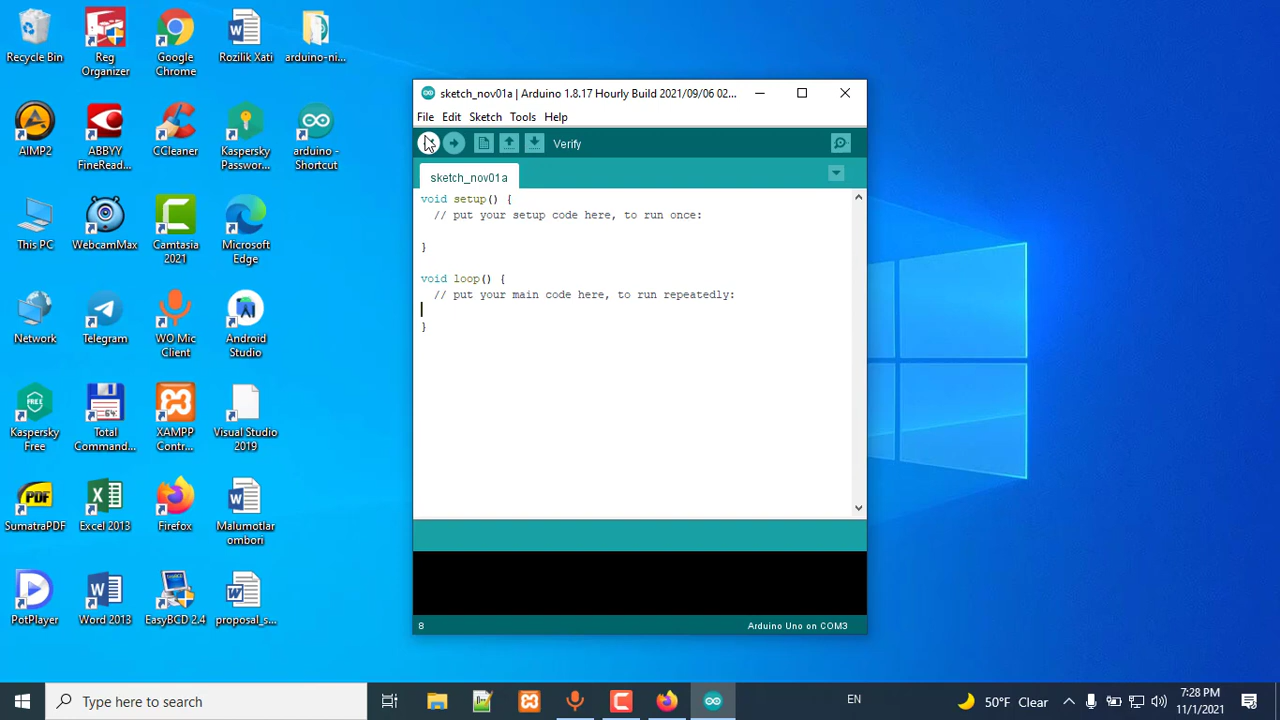 Recycle Bin
Reg
Organizer
Google
Chrome
Rozilik Xati
arduino-ni...
AIMP2
ABBYY
FineRead...
CCleaner
Kaspersky
Passwor...
arduino -
Shortcut
This PC
WebcamMax
Camtasia
2021
Microsoft
Edge
Network
Telegram
WO Mic
Client
Android
Studio
Kaspersky
Free
Total
Command...
XAMPP
Contr...
Visual Studio
2019
SumatraPDF
Excel 2013
Firefox
Malumotlar
ombori
PotPlayer
Word 2013
EasyBCD 2.4
proposal_s...
sketch_nov01a | Arduino 1.8.17 Hourly Build 2021/09/06 02...
File Edit Sketch Tools Help
Verify
sketch_nov01a
void setup() {
// put your setup code here, to run once:
}
void loop() {
// put your main code here, to run repeatedly:
}
8
Arduino Uno on COM3
Type here to search
EN
50°F Clear
7:28 PM
11/1/2021